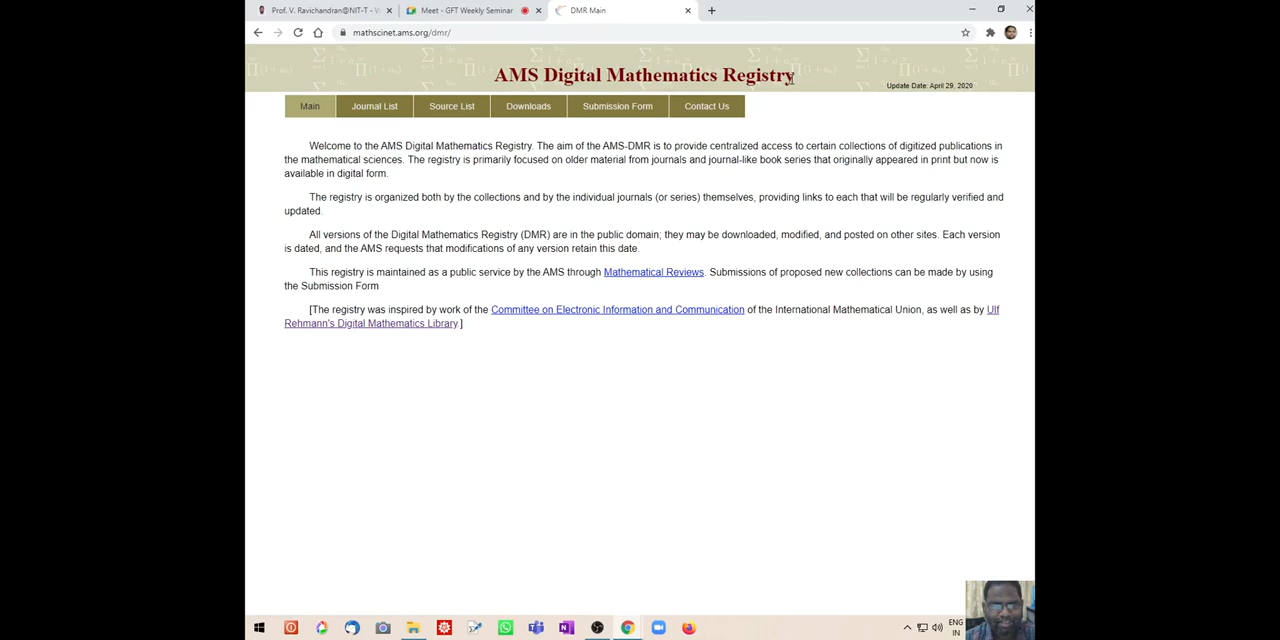 Prof. V. Ravichandran@NIT-T - 
Meet - GFT Weekly Seminar
DMR Main
mathscinet.ams.org/dmr/
AMS Digital Mathematics Registry
Update Date: April 29, 2020
Main Journal List Source List Downloads Submission Form Contact Us
Welcome to the AMS Digital Mathematics Registry. The aim of the AMS-DMR is to provide centralized access to certain collections of digitized publications in
the mathematical sciences. The registry is primarily focused on older material from journals and journal-like book series that originally appeared in print but now is
available in digital form.
The registry is organized both by the collections and by the individual journals (or series) themselves, providing links to each that will be regularly verified and
updated.
All versions of the Digital Mathematics Registry (DMR) are in the public domain; they may be downloaded, modified, and posted on other sites. Each version
is dated, and the AMS requests that modifications of any version retain this date.
This registry is maintained as a public service by the AMS through Mathematical Reviews. Submissions of proposed new collections can be made by using
the Submission Form
[The registry was inspired by work of the Committee on Electronic Information and Communication of the International Mathematical Union, as well as by Ulf
Rehmann's Digital Mathematics Library.]
ENG
IN